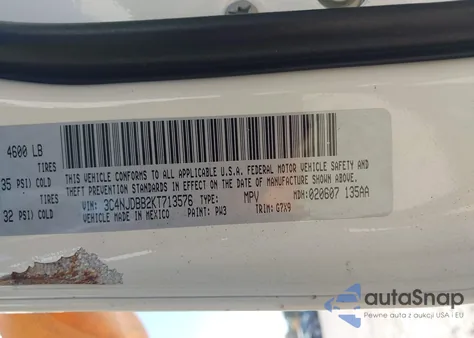 4600 LB
TIRES
35 PSI) COLD
TIRES
32 PSI) COLD
THIS VEHICLE CONFORMS TO ALL APPLICABLE U.S.A. FEDERAL MOTOR VEHICLE SAFETY AND
THEFT PREVENTION STANDARDS IN EFFECT ON THE DATE OF MANUFACTURE SHOWN ABOVE.
VIN: 3C4NJDBB2KT713576 TYPE: MPV MDH: 020607 135AA
VEHICLE MADE IN MEXICO PAINT: PW3 TRIM: G7X9
autoSnap
Pewne auta z aukcji USA i EU